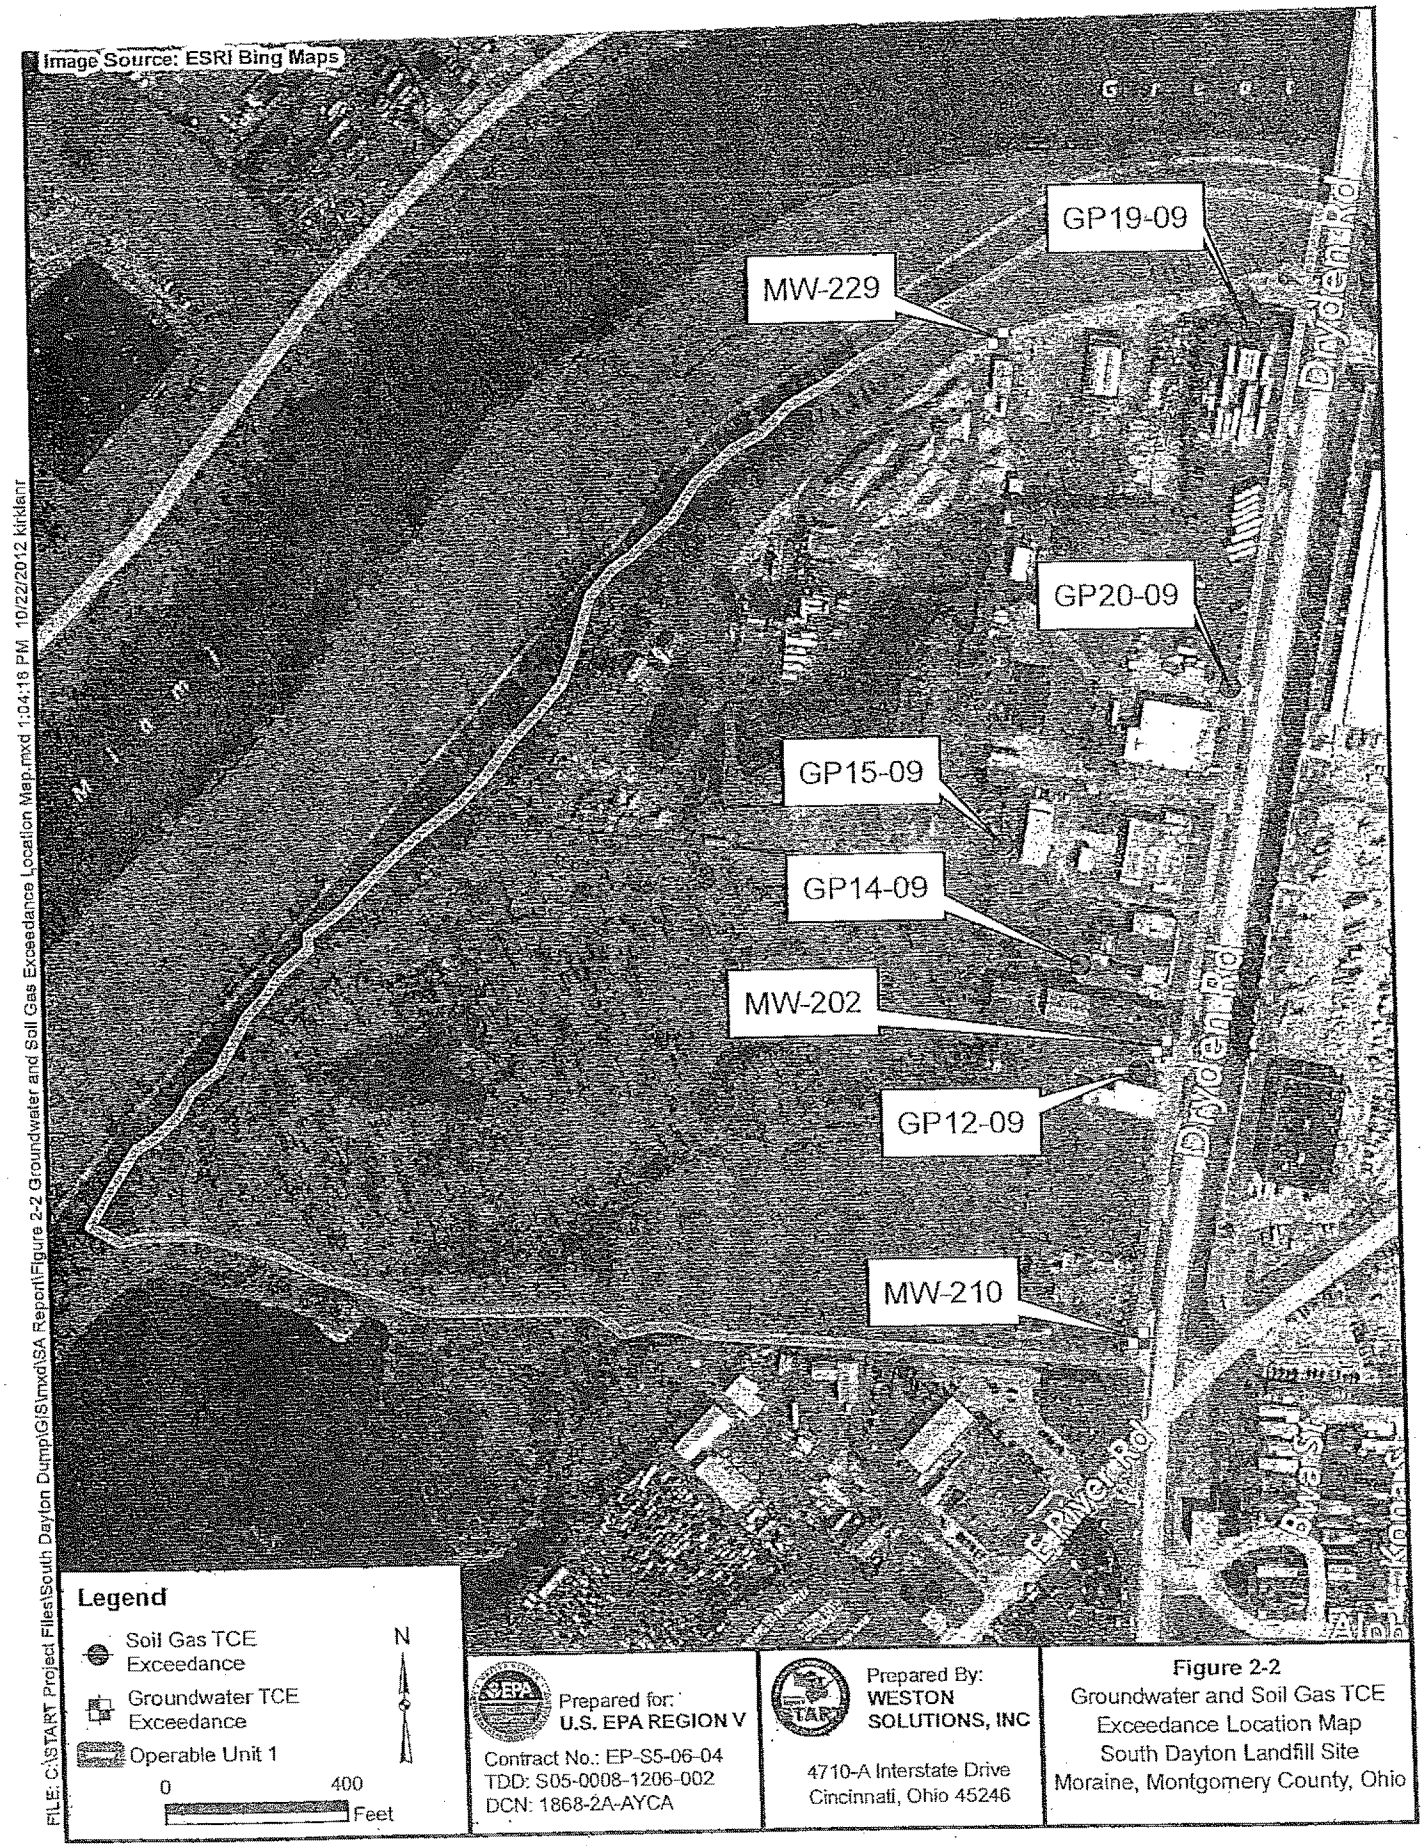 Image Source: ESRI Bing Maps
G r e a t
GP19-09
MW-229
Dryden Rd
GP20-09
M i a m i
GP15-09
GP14-09
MW-202
Dryden Rd
GP12-09
MW-210
E River Rd
Bwa St
FILE: C:\START Project Files\South Dayton Dump\GIS\mxd\SA Report\Figure 2-2 Groundwater and Soil Gas Exceedance Location Map.mxd 1:04:18 PM 10/22/2012 kirklanr
Legend
Soil Gas TCE
Exceedance
Groundwater TCE
Exceedance
Operable Unit 1
N
0 400
Feet
EPA
Prepared for:
U.S. EPA REGION V
Contract No.: EP-S5-06-04
TDD: S05-0008-1206-002
DCN: 1868-2A-AYCA
START
Prepared By:
WESTON
SOLUTIONS, INC
4710-A Interstate Drive
Cincinnati, Ohio 45246
Figure 2-2
Groundwater and Soil Gas TCE
Exceedance Location Map
South Dayton Landfill Site
Moraine, Montgomery County, Ohio